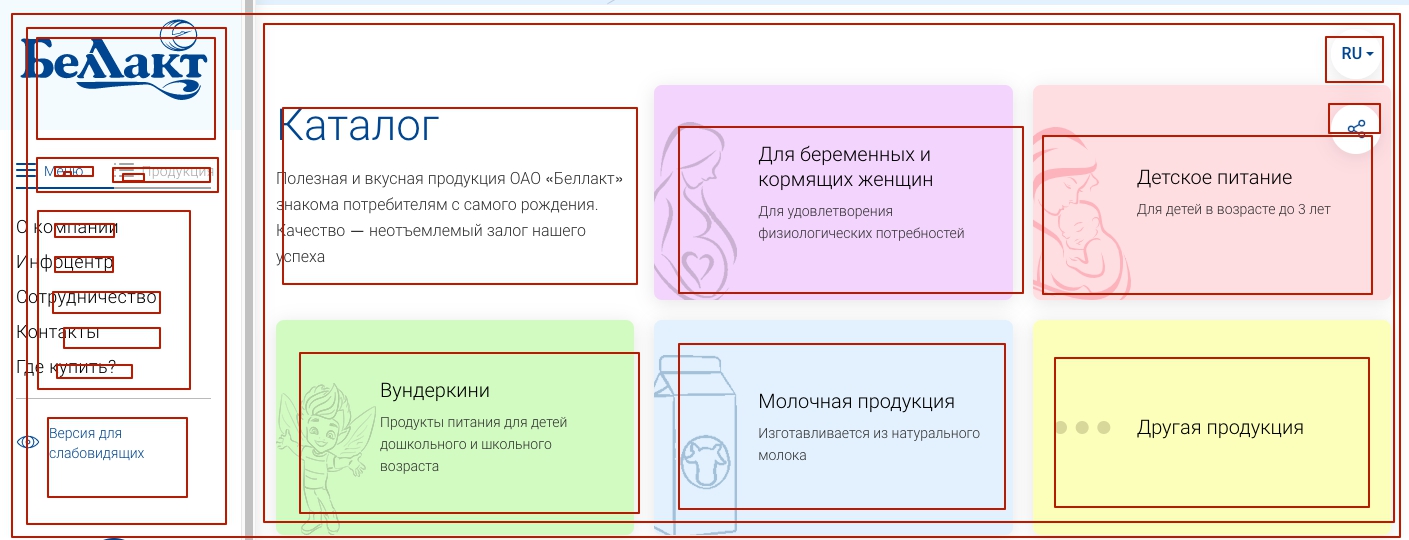 Беллакт
Меню
Продукция
О компании
Инфоцентр
Сотрудничество
Контакты
Где купить?
Версия для
слабовидящих
RU
Каталог
Полезная и вкусная продукция ОАО «Беллакт»
знакома потребителям с самого рождения.
Качество — неотъемлемый залог нашего
успеха
Для беременных и
кормящих женщин
Для удовлетворения
физиологических потребностей
Детское питание
Для детей в возрасте до 3 лет
Вундеркини
Продукты питания для детей
дошкольного и школьного
возраста
Молочная продукция
Изготавливается из натурального
молока
Другая продукция